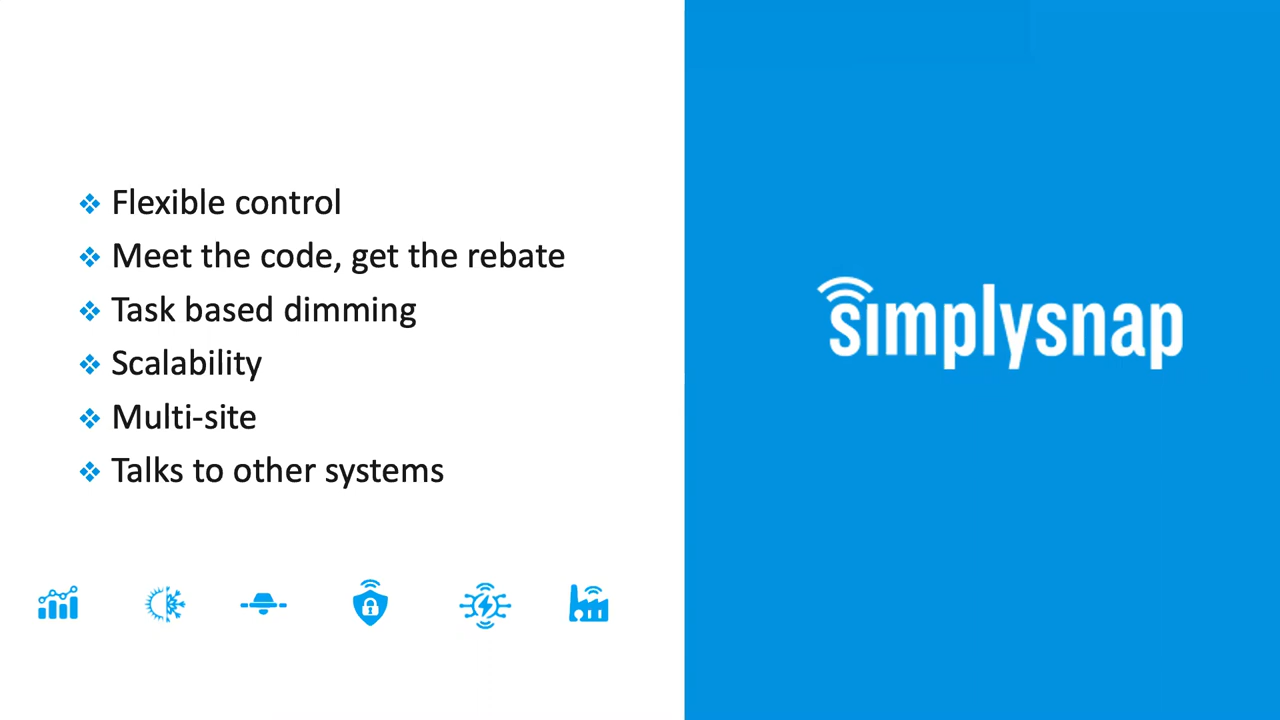 Flexible control
Meet the code, get the rebate
Task based dimming
Scalability
Multi-site
Talks to other systems
simplysnap